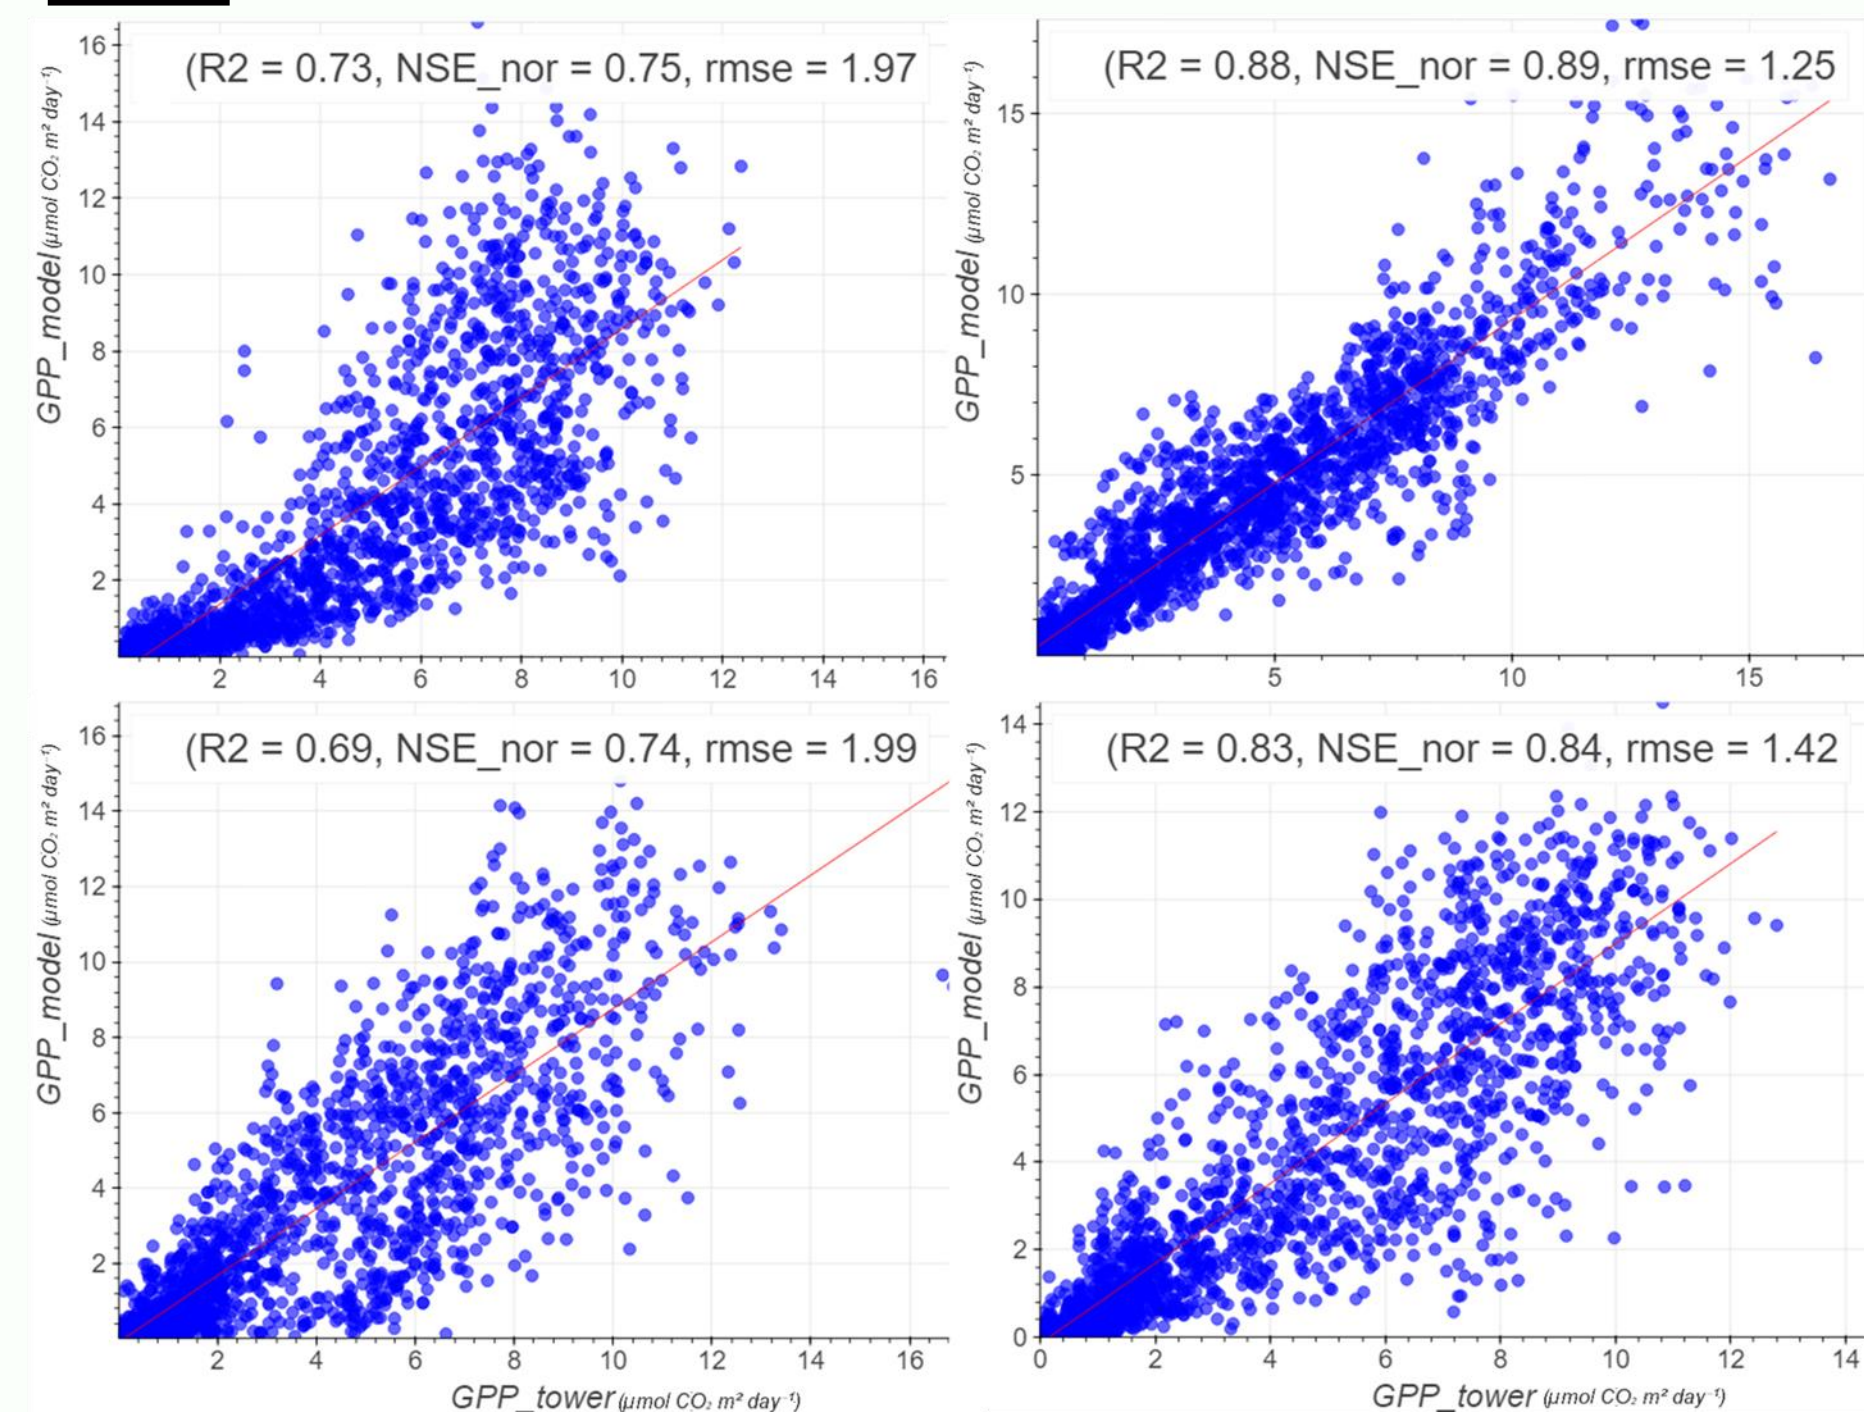 (R2 = 0.73, NSE_nor = 0.75, rmse = 1.97
GPP_model (µmol CO₂ m² day⁻¹)
16
14
12
10
8
6
4
2
2 4 6 8 10 12 14 16
(R2 = 0.88, NSE_nor = 0.89, rmse = 1.25
GPP_model (µmol CO₂ m² day⁻¹)
15
10
5
5 10 15
(R2 = 0.69, NSE_nor = 0.74, rmse = 1.99
GPP_model (µmol CO₂ m² day⁻¹)
16
14
12
10
8
6
4
2
2 4 6 8 10 12 14 16
GPP_tower (µmol CO₂ m² day⁻¹)
(R2 = 0.83, NSE_nor = 0.84, rmse = 1.42
GPP_model (µmol CO₂ m² day⁻¹)
14
12
10
8
6
4
2
0
0 2 4 6 8 10 12 14
GPP_tower (µmol CO₂ m² day⁻¹)